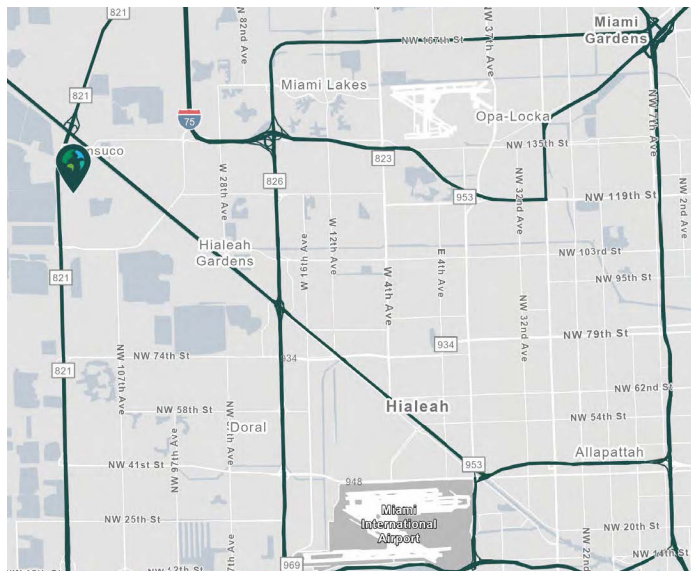 821
NW 82nd Ave
NW 167th St
NW 37th Ave
Miami
Gardens
Miami Lakes
821
75
Opa-Locka
NW 7th Ave
823
NW 135th St
826
W 28th Ave
953
NW 32nd Ave
NW 119th St
NW 2nd Ave
Hialeah
Gardens
W 16th Ave
W 12th Ave
W 4th Ave
E 4th Ave
NW 103rd St
821
NW 95th St
NW 32nd Ave
NW 79th St
934
NW 74th St
934
821
NW 107th Ave
NW 62nd St
NW 58th St
Hialeah
NW 54th St
NW 97th Ave
Doral
Allapattah
NW 41st St
953
948
Miami
International
Airport
NW 25th St
NW 20th St
969